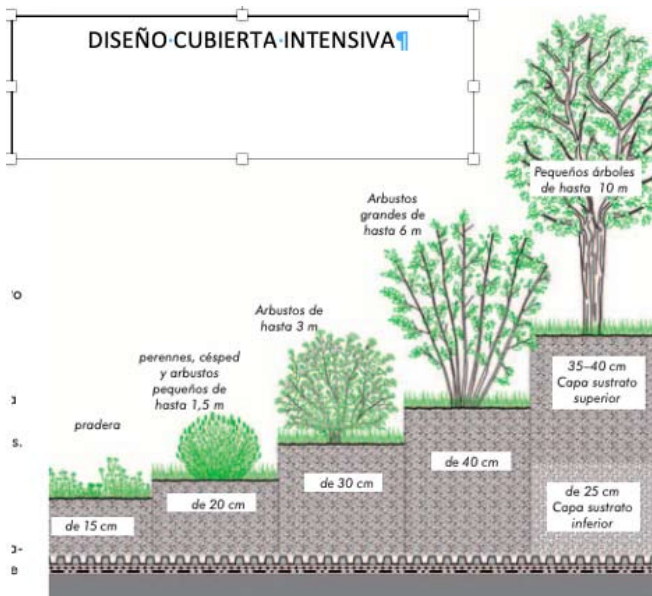 DISEÑO CUBIERTA INTENSIVA¶
Pequeños árboles
de hasta 10 m
Arbustos
grandes de
hasta 6 m
Arbustos de
hasta 3 m
perennes, césped
y arbustos
pequeños de
hasta 1,5 m
pradera
35–40 cm
Capa sustrato
superior
de 40 cm
de 30 cm
de 20 cm
de 15 cm
de 25 cm
Capa sustrato
inferior
s.